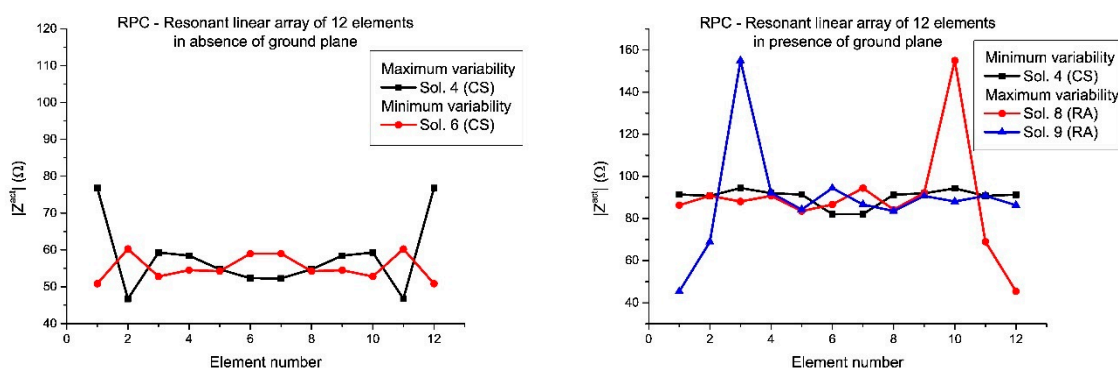 RPC - Resonant linear array of 12 elements
in absence of ground plane
120
110
100
90
80
70
60
50
40
|Zᵃᶜᵗ| (Ω)
Maximum variability
Sol. 4 (CS)
Minimum variability
Sol. 6 (CS)
0 2 4 6 8 10 12
Element number
RPC - Resonant linear array of 12 elements
in presence of ground plane
160
140
120
100
80
60
40
|Zᵃᶜᵗ| (Ω)
Minimum variability
Sol. 4 (CS)
Maximum variability
Sol. 8 (RA)
Sol. 9 (RA)
0 2 4 6 8 10 12
Element number